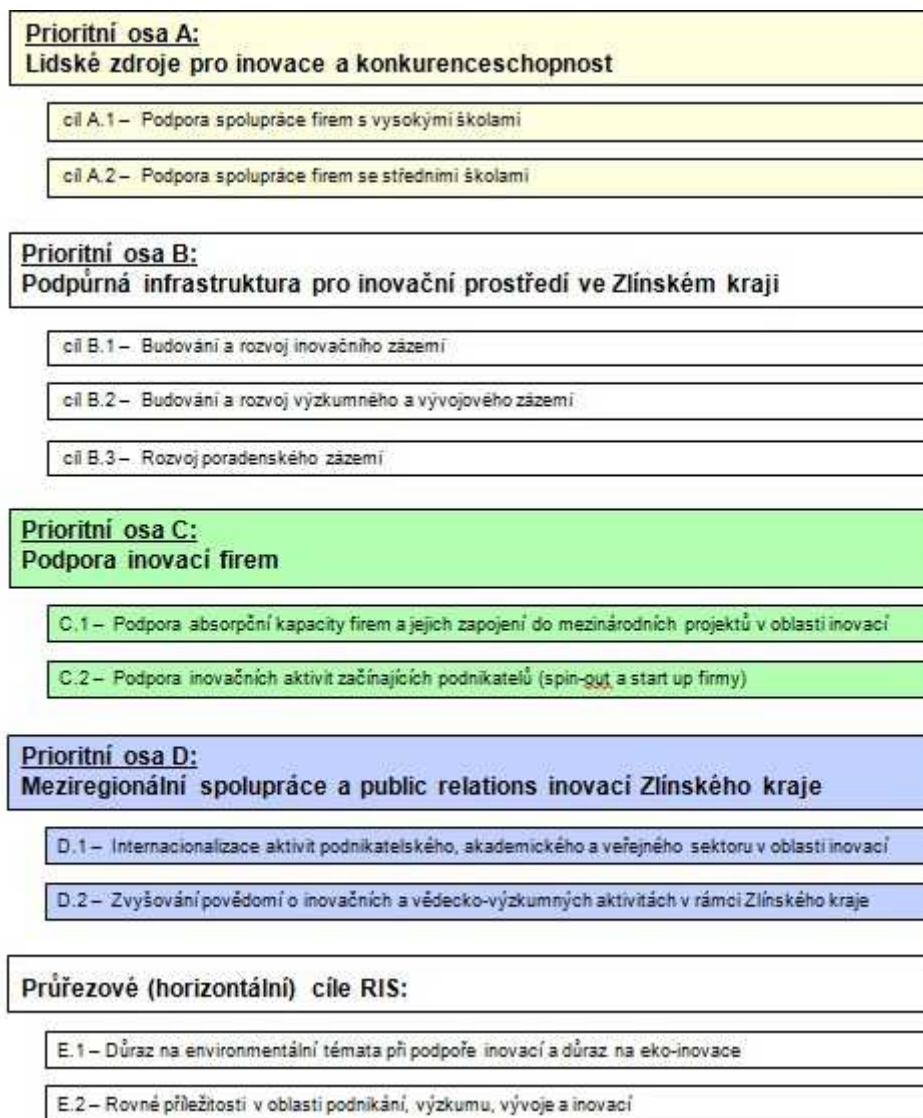 Prioritní osa A:
Lidské zdroje pro inovace a konkurenceschopnost
cíl A.1 – Podpora spolupráce firem s vysokými školami
cíl A.2 – Podpora spolupráce firem se středními školami
Prioritní osa B:
Podpůrná infrastruktura pro inovační prostředí ve Zlínském kraji
cíl B.1 – Budování a rozvoj inovačního zázemí
cíl B.2 – Budování a rozvoj výzkumného a vývojového zázemí
cíl B.3 – Rozvoj poradenského zázemí
Prioritní osa C:
Podpora inovací firem
C.1 – Podpora absorpční kapacity firem a jejich zapojení do mezinárodních projektů v oblasti inovací
C.2 – Podpora inovačních aktivit začínajících podnikatelů (spin-out a start up firmy)
Prioritní osa D:
Meziregionální spolupráce a public relations inovací Zlínského kraje
D.1 – Internacionalizace aktivit podnikatelského, akademického a veřejného sektoru v oblasti inovací
D.2 – Zvyšování povědomí o inovačních a vědecko-výzkumných aktivitách v rámci Zlínského kraje
Průřezové (horizontální) cíle RIS:
E.1 – Důraz na environmentální témata při podpoře inovací a důraz na eko-inovace
E.2 – Rovné příležitosti v oblasti podnikání, výzkumu, vývoje a inovací